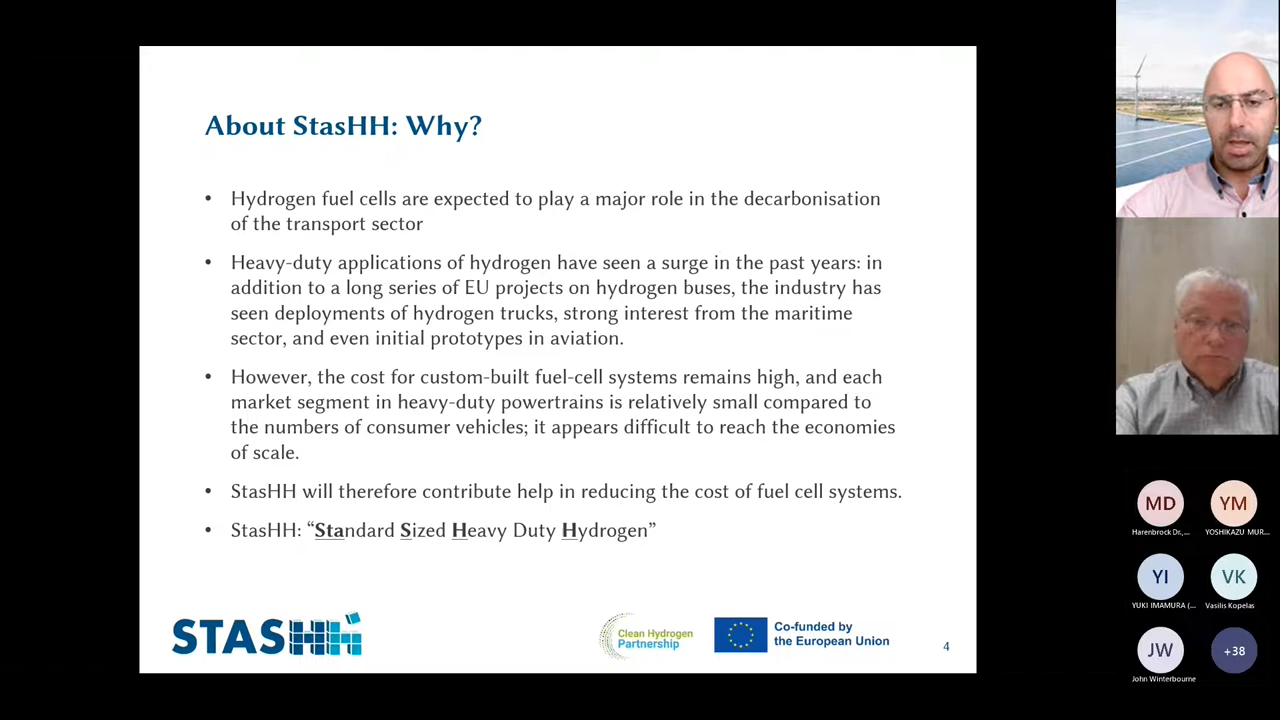 About StasHH: Why?
• Hydrogen fuel cells are expected to play a major role in the decarbonisation
of the transport sector
• Heavy-duty applications of hydrogen have seen a surge in the past years: in
addition to a long series of EU projects on hydrogen buses, the industry has
seen deployments of hydrogen trucks, strong interest from the maritime
sector, and even initial prototypes in aviation.
• However, the cost for custom-built fuel-cell systems remains high, and each
market segment in heavy-duty powertrains is relatively small compared to
the numbers of consumer vehicles; it appears difficult to reach the economies
of scale.
• StasHH will therefore contribute help in reducing the cost of fuel cell systems.
• StasHH: “Standard Sized Heavy Duty Hydrogen”
STASHH
Clean Hydrogen
Partnership
Co-funded by
the European Union
4
MD
YM
Harenbrock Dr.,...
YOSHIKAZU MUR...
YI
VK
YUKI IMAMURA (...
Vasilis Kopelas
JW
+38
John Winterbourne